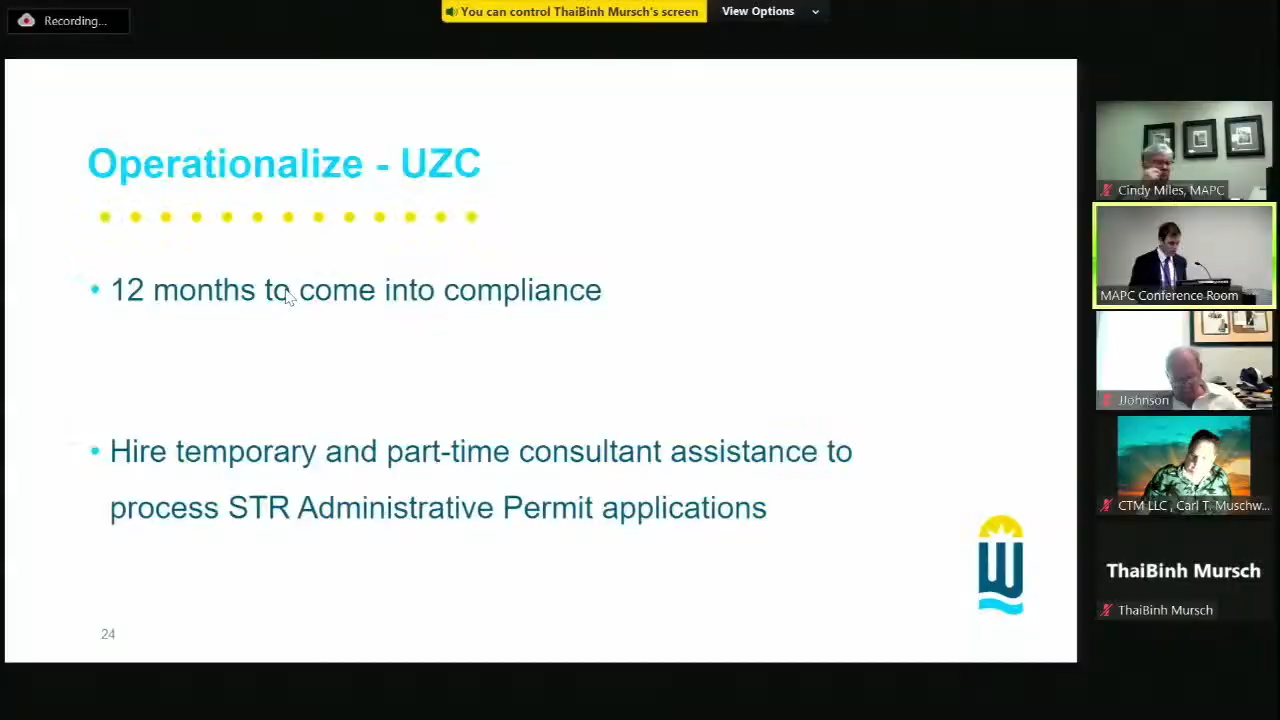 Recording...
You can control ThaiBinh Mursch's screen
View Options
Operationalize - UZC
• 12 months to come into compliance
• Hire temporary and part-time consultant assistance to
process STR Administrative Permit applications
24
Cindy Miles, MAPC
MAPC Conference Room
JJohnson
CTM LLC , Carl T. Muschw...
ThaiBinh Mursch
ThaiBinh Mursch